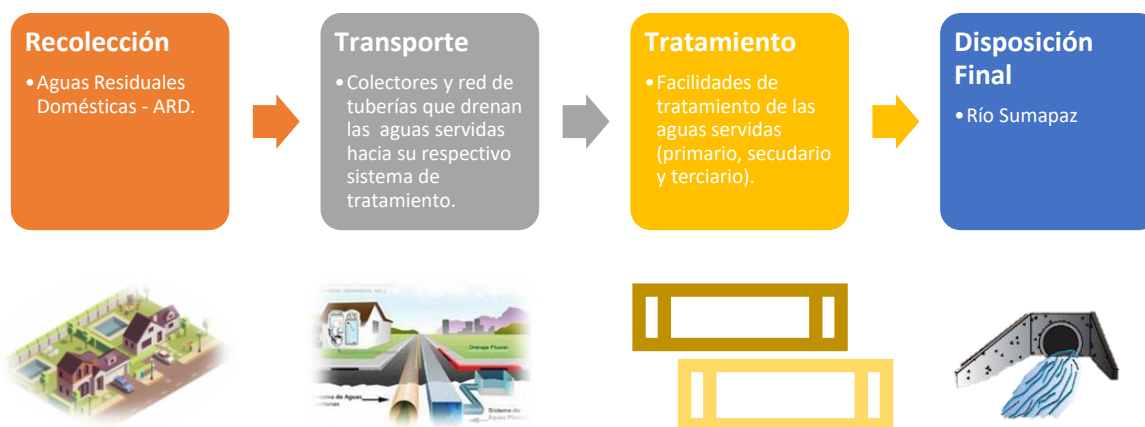 Recolección
•Aguas Residuales
Domésticas - ARD.
Transporte
•Colectores y red de
tuberías que drenan
las aguas servidas
hacia su respectivo
sistema de
tratamiento.
Tratamiento
•Facilidades de
tratamiento de las
aguas servidas
(primario, secudario
y terciario).
Disposición
Final
•Río Sumapaz
Drenaje Pluvial
de Aguas
Sistema de
Aguas